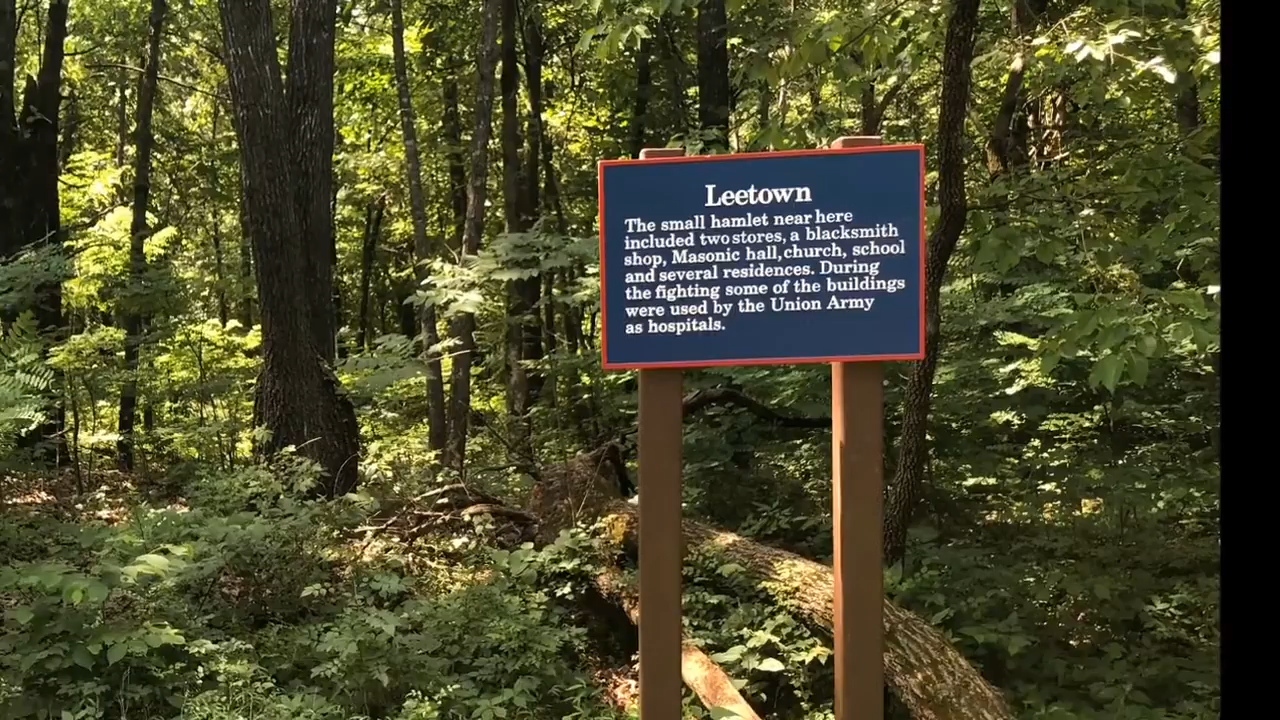 Leetown
The small hamlet near here
included two stores, a blacksmith
shop, Masonic hall, church, school
and several residences. During
the fighting some of the buildings
were used by the Union Army
as hospitals.